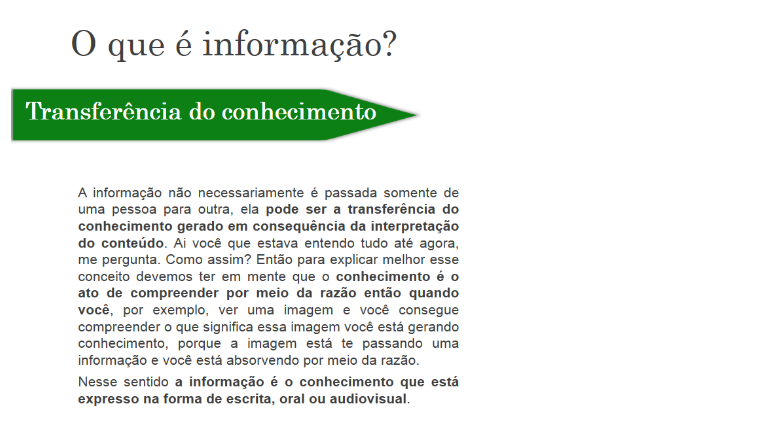 O que é informação?
Transferência do conhecimento
A informação não necessariamente é passada somente de
uma pessoa para outra, ela pode ser a transferência do
conhecimento gerado em consequência da interpretação
do conteúdo. Ai você que estava entendo tudo até agora,
me pergunta. Como assim? Então para explicar melhor esse
conceito devemos ter em mente que o conhecimento é o
ato de compreender por meio da razão então quando
você, por exemplo, ver uma imagem e você consegue
compreender o que significa essa imagem você está gerando
conhecimento, porque a imagem está te passando uma
informação e você está absorvendo por meio da razão.
Nesse sentido a informação é o conhecimento que está
expresso na forma de escrita, oral ou audiovisual.